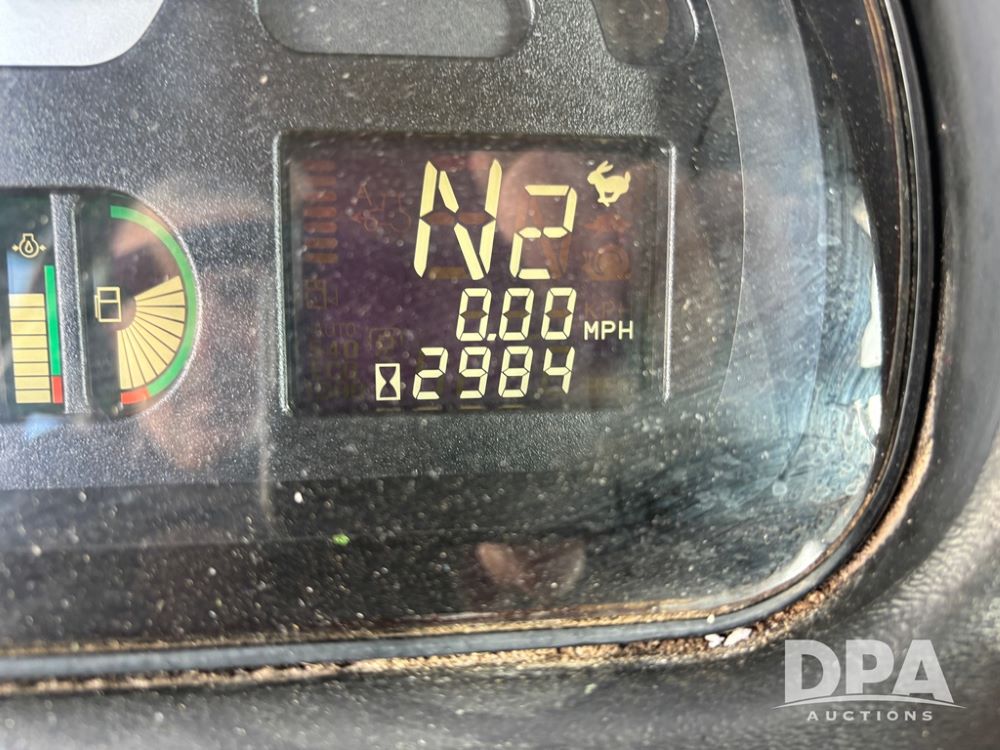 N2
0.00 MPH
2984
DPA
AUCTIONS